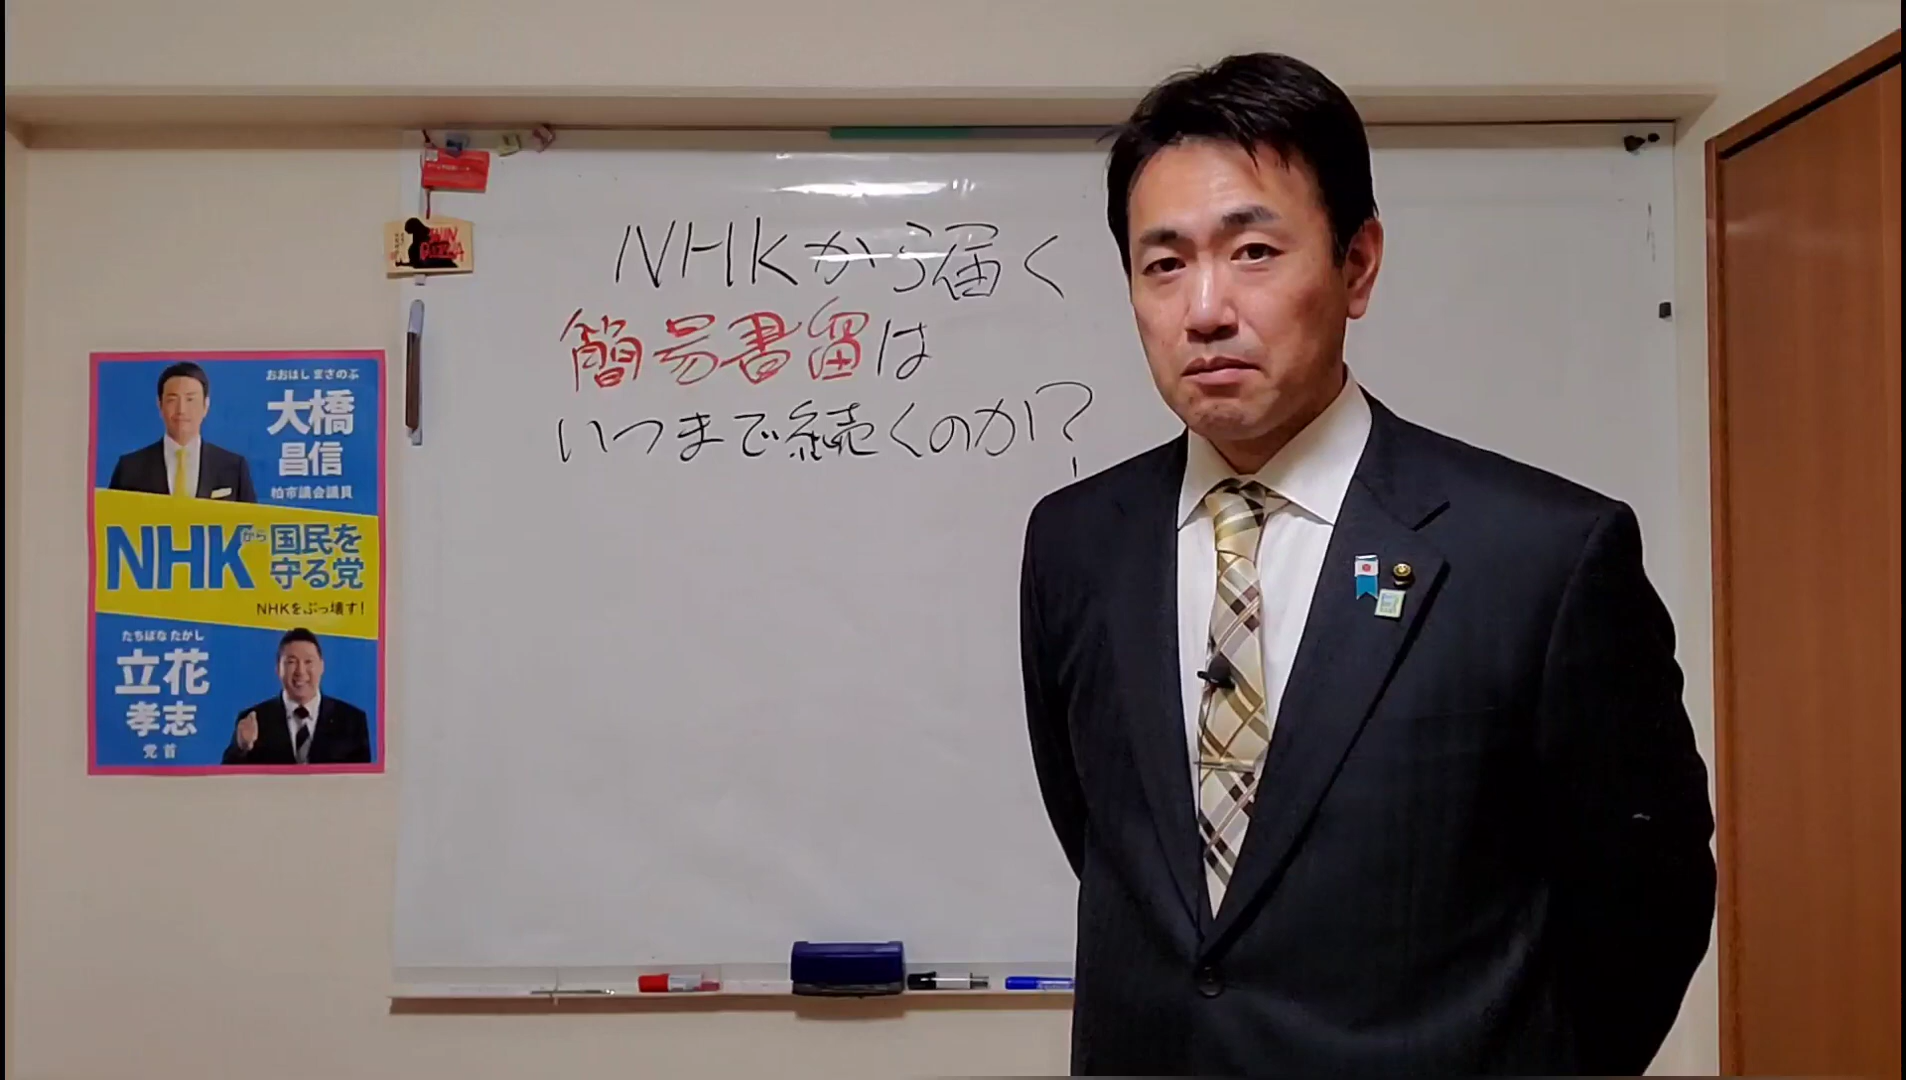 NHKから届く
簡易書留は
いつまで続くのか?
おおはし まさのぶ
大橋
昌信
柏市議会議員
NHKから国民を
守る党
NHKをぶっ壊す!
たちばな たかし
立花
孝志
党首